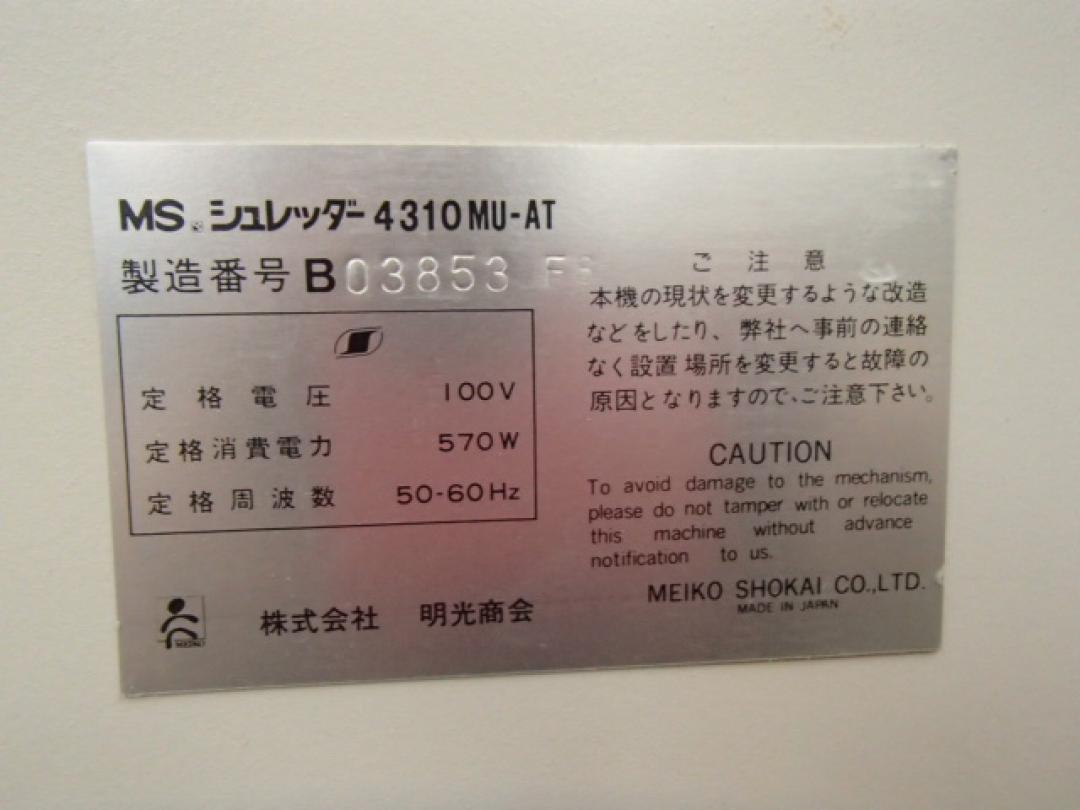 MS シュレッダー 4310MU-AT
製造番号 B03853
定格電圧 100V
定格消費電力 570W
定格周波数 50-60Hz
株式会社 明光商会
ご注意
本機の現状を変更するような改造
などをしたり、弊社へ事前の連絡
なく設置場所を変更すると故障の
原因となりますので、ご注意下さい。
CAUTION
To avoid damage to the mechanism,
please do not tamper with or relocate
this machine without advance
notification to us.
MEIKO SHOKAI CO.,LTD.
MADE IN JAPAN